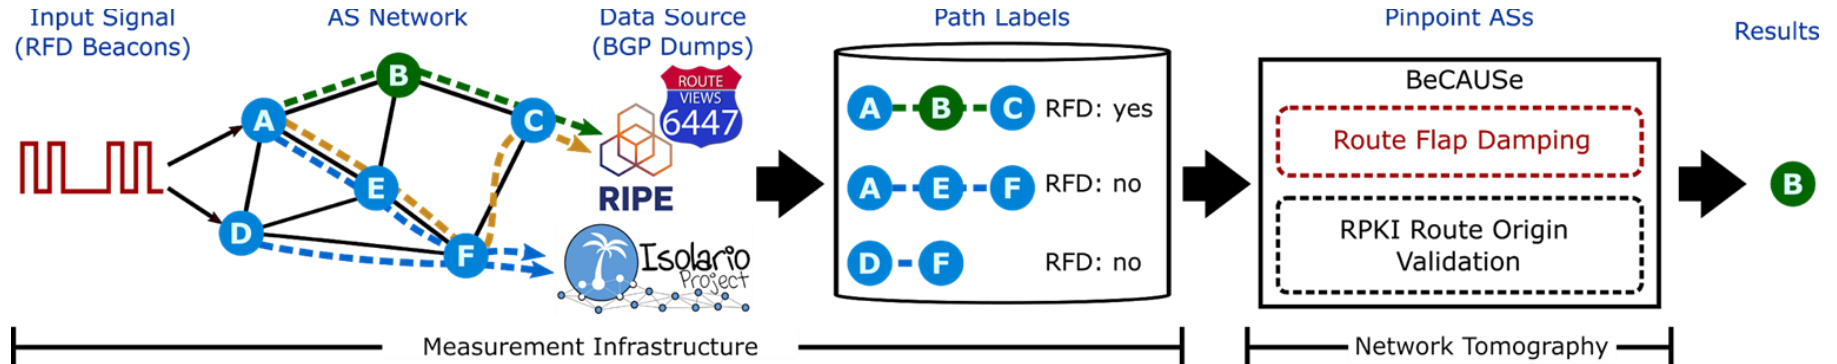 Input Signal
(RFD Beacons)
AS Network
Data Source
(BGP Dumps)
Path Labels
Pinpoint ASs
Results
A
B
C
D
E
F
ROUTE
VIEWS
6447
RIPE
Isolario
Project
A B C RFD: yes
A E F RFD: no
D F RFD: no
BeCAUSe
Route Flap Damping
RPKI Route Origin
Validation
B
Measurement Infrastructure
Network Tomography